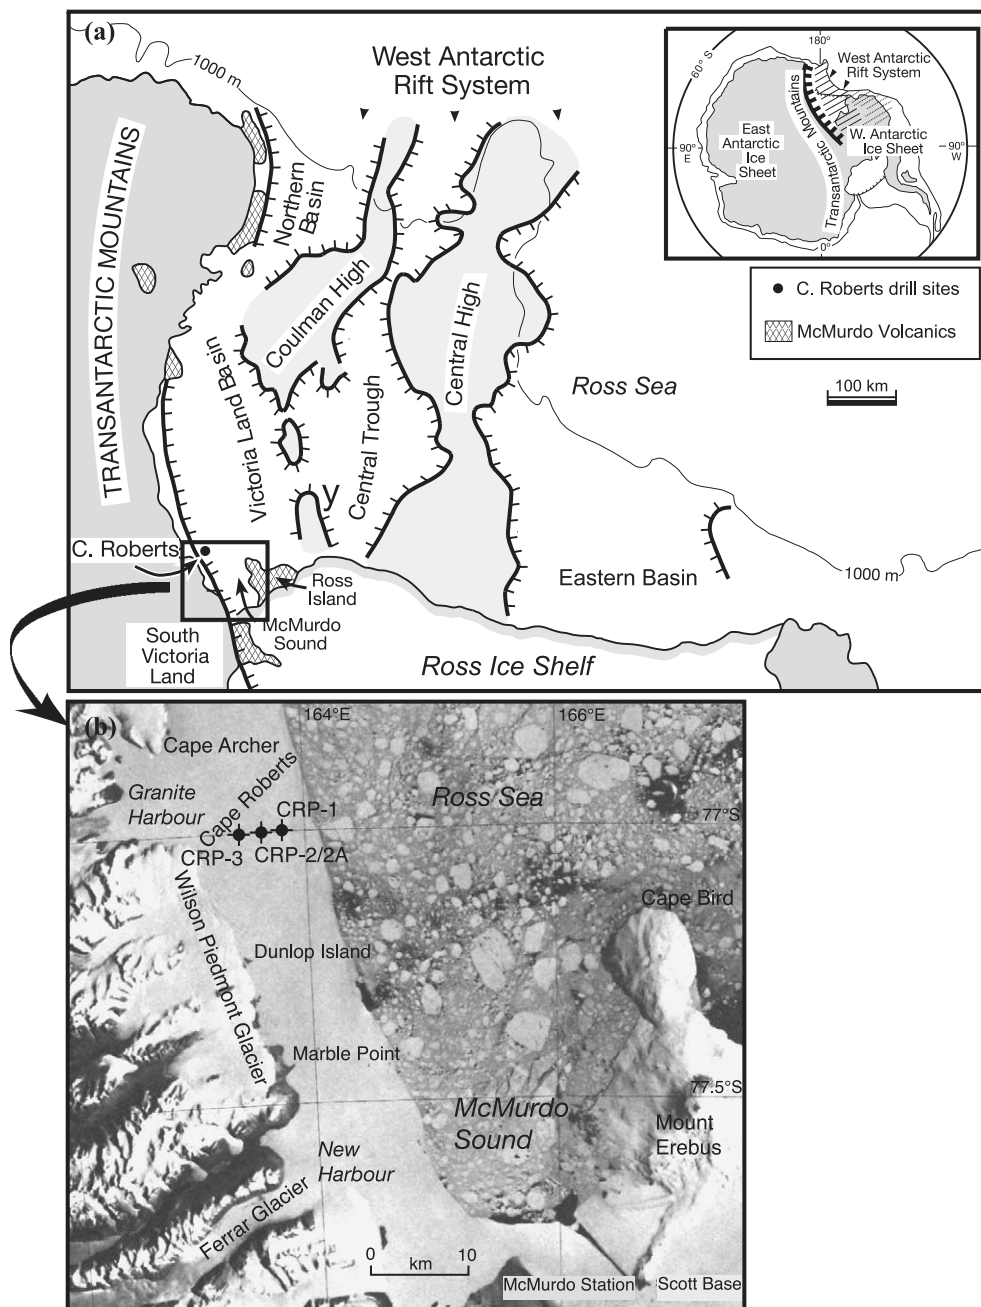 (a)
1000 m
West Antarctic
Rift System
TRANSANTARCTIC MOUNTAINS
Northern
Basin
Coulman High
Victoria Land Basin
Central Trough
Central High
y
Ross Sea
Eastern Basin
1000 m
C. Roberts
Ross
Island
McMurdo
Sound
South
Victoria
Land
Ross Ice Shelf
180°
60° S
West Antarctic
Rift System
East
Antarctic
Ice
Sheet
W. Antarctic
Ice Sheet
Transantarctic Mountains
90°
E
90°
W
0°
C. Roberts drill sites
McMurdo Volcanics
100 km
(b)
164°E
166°E
Cape Archer
Granite
Harbour
Cape Roberts
CRP-1
CRP-2/2A
CRP-3
Ross Sea
77°S
Wilson Piedmont Glacier
Cape Bird
Dunlop Island
Marble Point
77.5°S
McMurdo
Sound
Mount
Erebus
New
Harbour
Ferrar Glacier
0
10
km
McMurdo Station
Scott Base